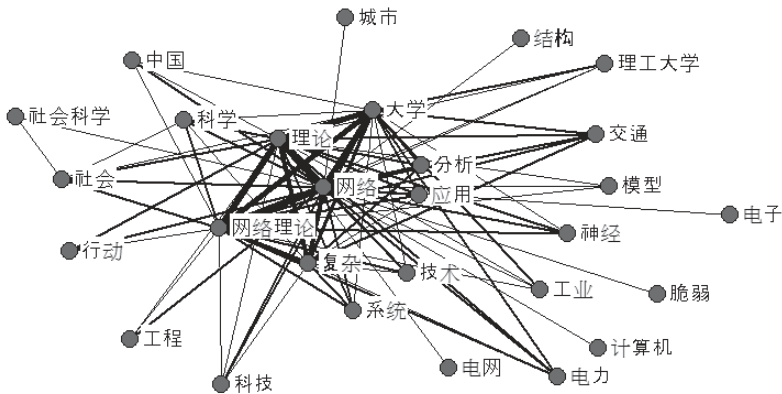 城市
结构
中国
理工大学
大学
社会科学
科学
理论
交通
分析
社会
网络
应用
模型
电子
网络理论
神经
行动
复杂
技术
工业
脆弱
系统
工程
计算机
电网
电力
科技